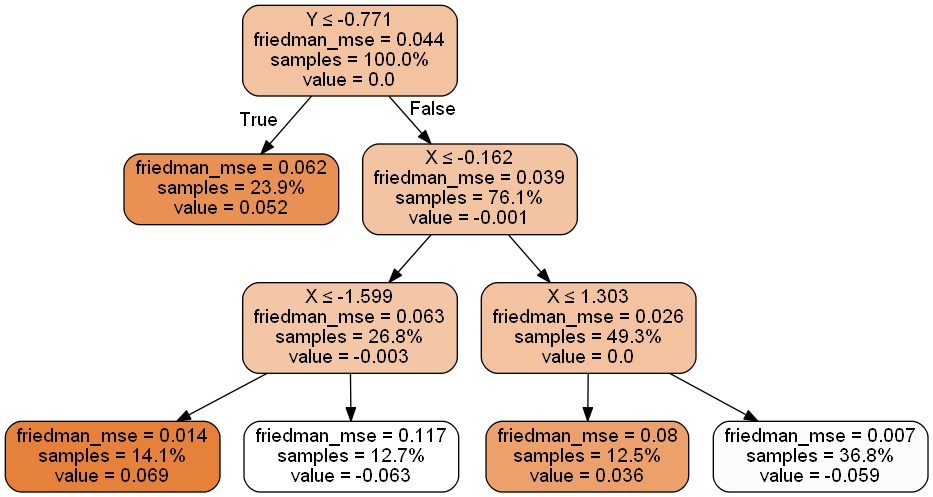 Y ≤ -0.771
friedman_mse = 0.044
samples = 100.0%
value = 0.0
True
False
friedman_mse = 0.062
samples = 23.9%
value = 0.052
X ≤ -0.162
friedman_mse = 0.039
samples = 76.1%
value = -0.001
X ≤ -1.599
friedman_mse = 0.063
samples = 26.8%
value = -0.003
X ≤ 1.303
friedman_mse = 0.026
samples = 49.3%
value = 0.0
friedman_mse = 0.014
samples = 14.1%
value = 0.069
friedman_mse = 0.117
samples = 12.7%
value = -0.063
friedman_mse = 0.08
samples = 12.5%
value = 0.036
friedman_mse = 0.007
samples = 36.8%
value = -0.059